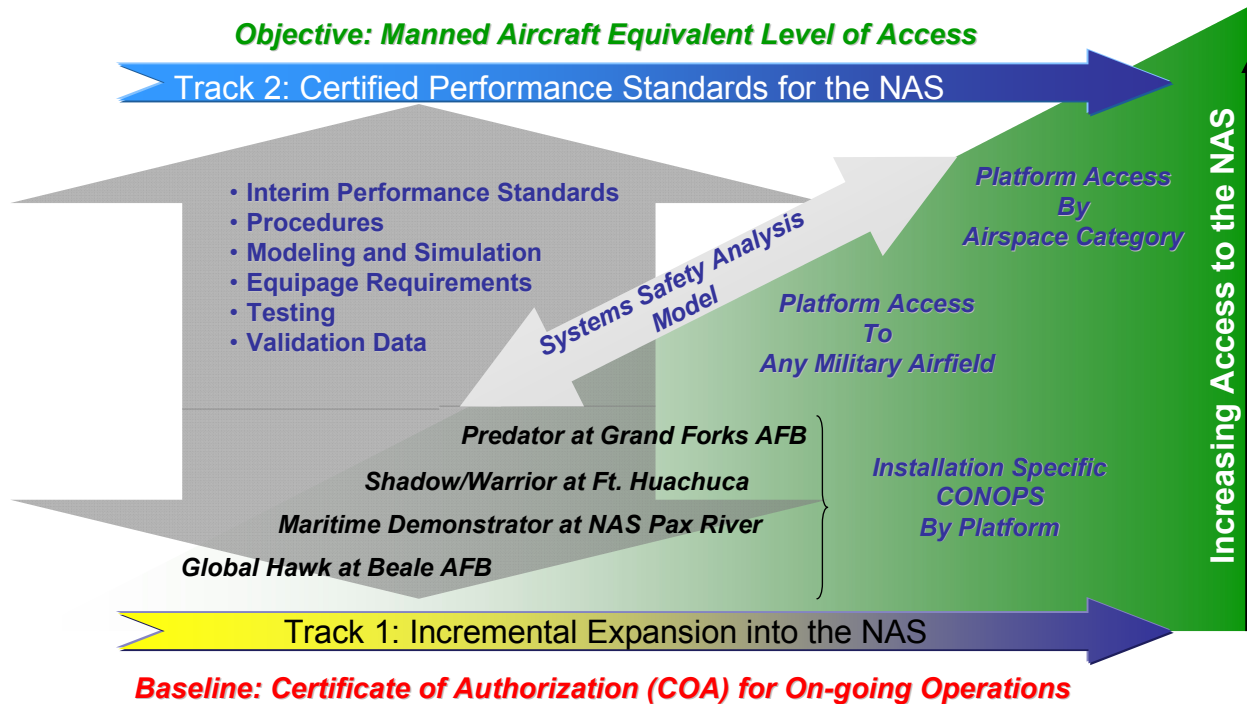 Objective: Manned Aircraft Equivalent Level of Access
Track 2: Certified Performance Standards for the NAS
• Interim Performance Standards
• Procedures
• Modeling and Simulation
• Equipage Requirements
• Testing
• Validation Data
Systems Safety Analysis
Model
Platform Access
By
Airspace Category
Platform Access
To
Any Military Airfield
Predator at Grand Forks AFB
Shadow/Warrior at Ft. Huachuca
Maritime Demonstrator at NAS Pax River
Global Hawk at Beale AFB
Installation Specific
CONOPS
By Platform
Increasing Access to the NAS
Track 1: Incremental Expansion into the NAS
Baseline: Certificate of Authorization (COA) for On-going Operations